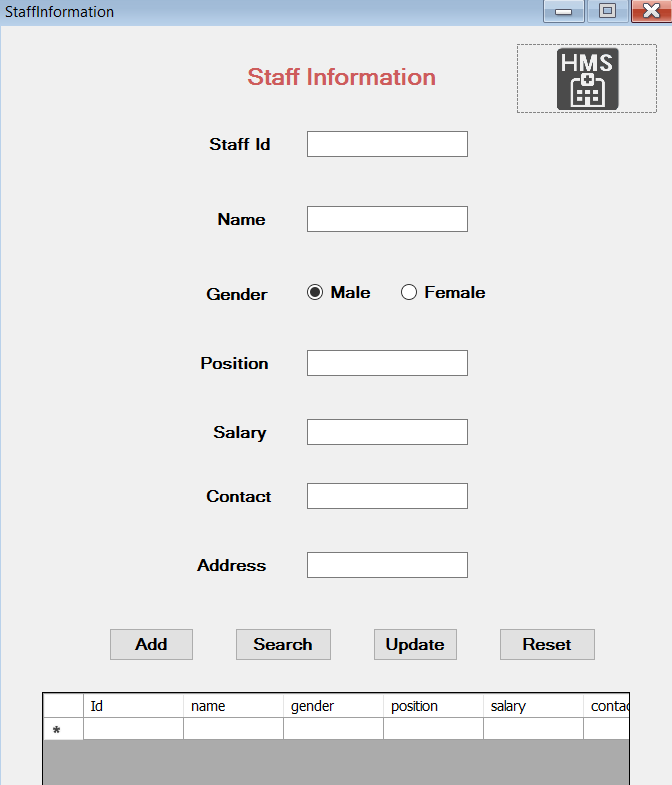 StaffInformation
HMS
Staff Information
Staff Id
Name
Gender Male Female
Position
Salary
Contact
Address
Add Search Update Reset
Id name gender position salary contac
*